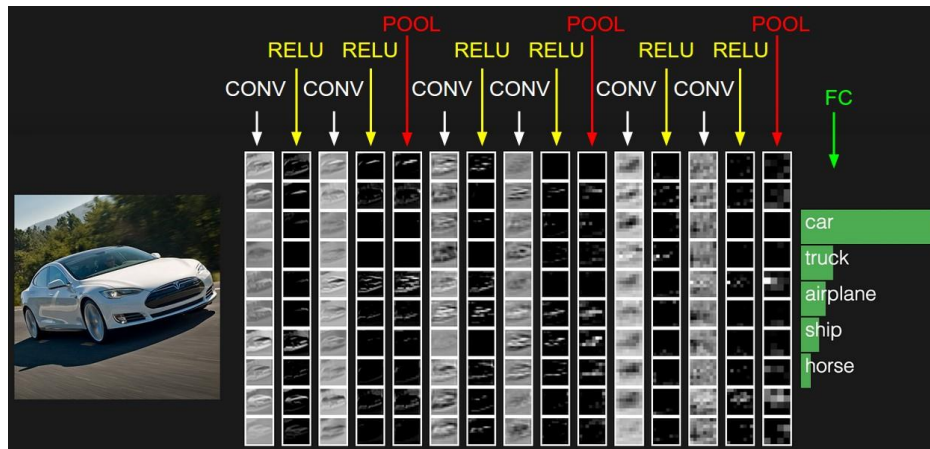 POOL POOL POOL
RELU RELU RELU RELU RELU RELU
CONV CONV CONV CONV CONV CONV
FC
car
truck
airplane
ship
horse